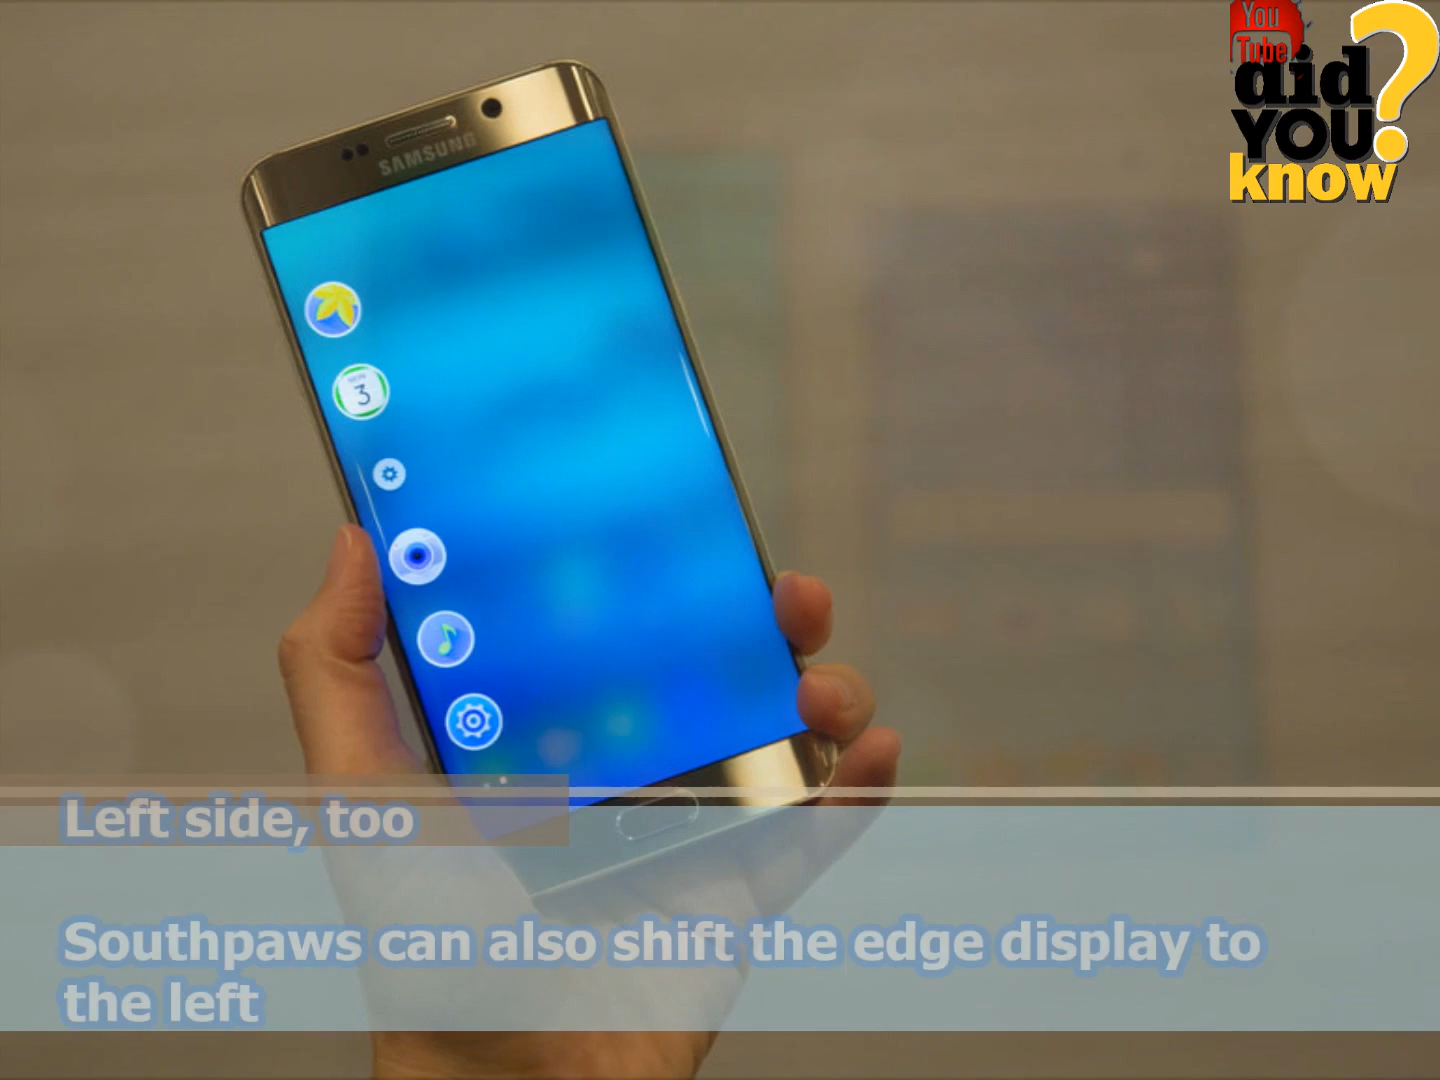 You
Tube
did
YOU?
know
SAMSUNG
3
Left side, too
Southpaws can also shift the edge display to
the left